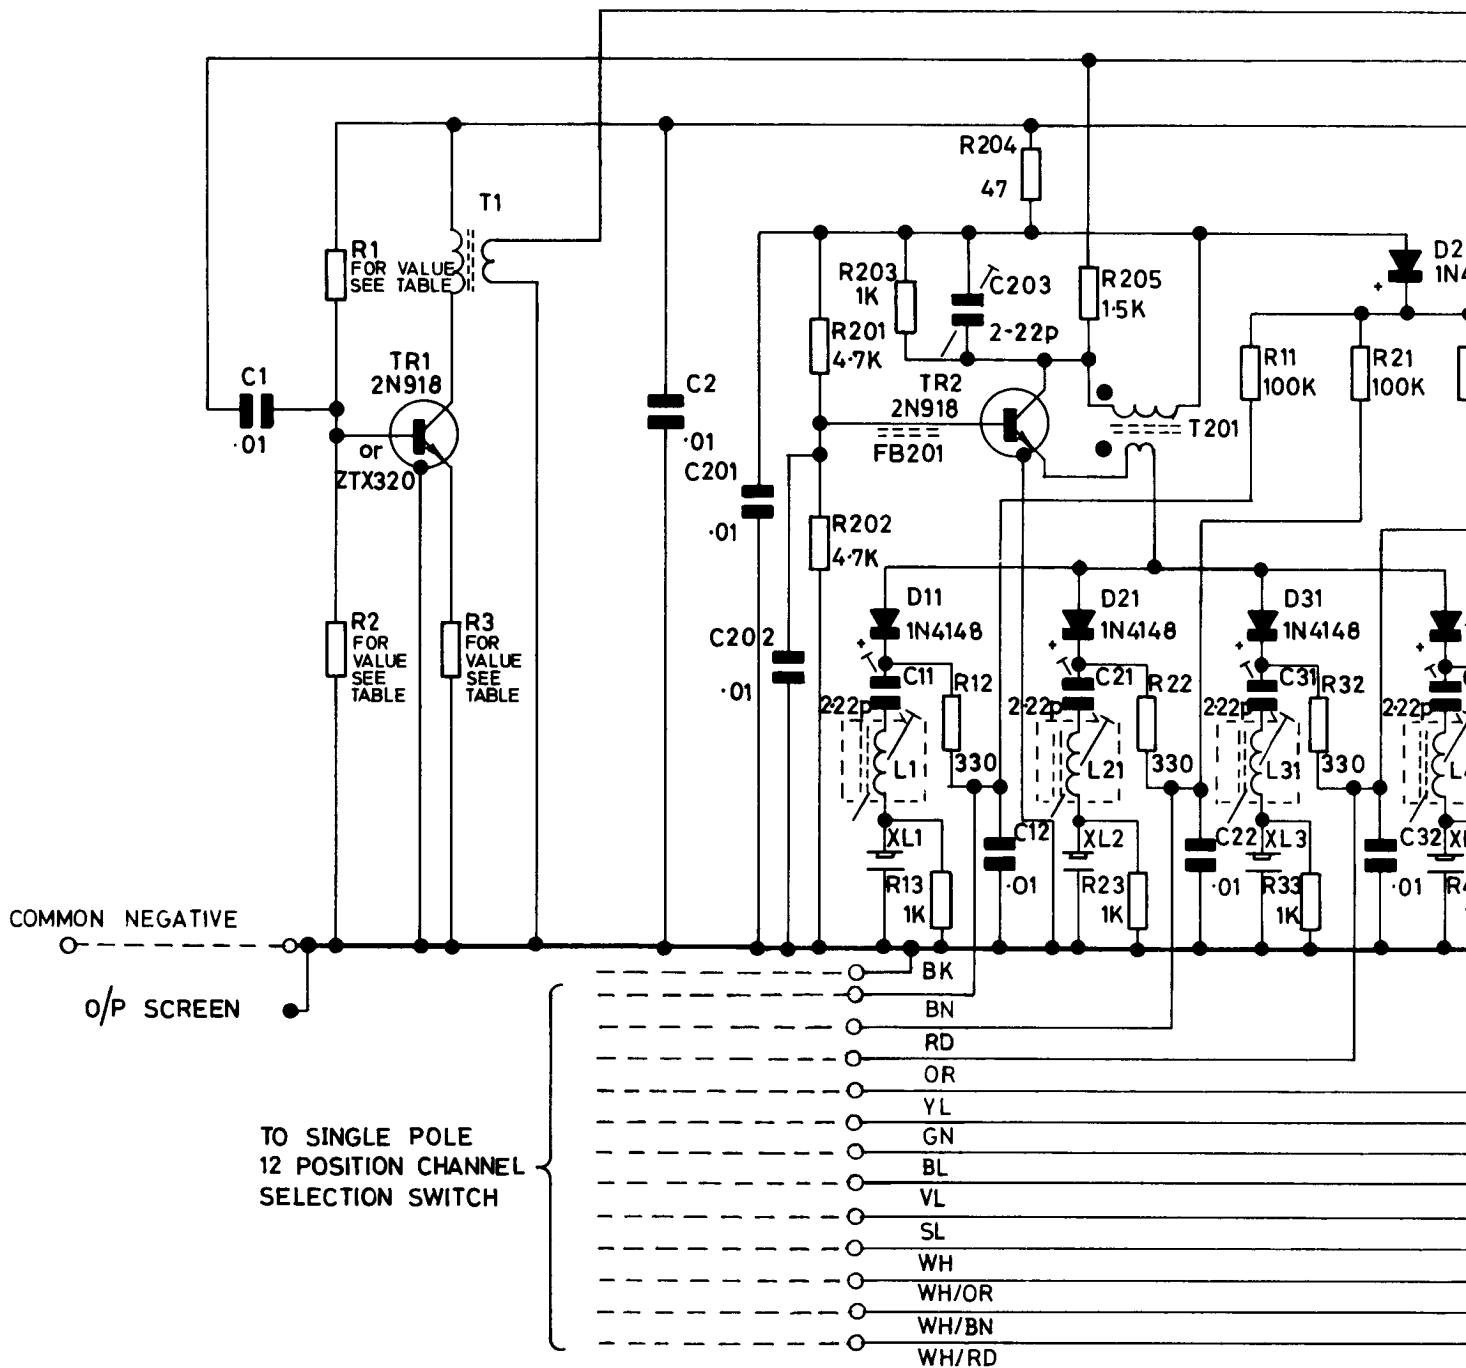 R204
47
T1
R1
FOR VALUE
SEE TABLE
R203
1K
C203
2-22p
R205
1·5K
D2
1N4
+
R201
4·7K
R11
100K
R21
100K
C1
·01
TR1
2N918
or
ZTX320
C2
·01
TR2
2N918
FB201
T201
C201
·01
R202
4·7K
R2
FOR
VALUE
SEE
TABLE
R3
FOR
VALUE
SEE
TABLE
C202
·01
D11
1N4148
+
D21
1N4148
+
D31
1N4148
+
+
C11
2·22p
R12
330
L1
C21
2·22p
R22
330
L21
C31
2·22p
R32
330
L31
2·22p
XL1
R13
1K
C12
·01
XL2
R23
1K
C22
·01
XL3
R33
1K
C32
·01
COMMON NEGATIVE
O/P SCREEN
BK
BN
RD
OR
YL
GN
BL
VL
SL
WH
WH/OR
WH/BN
WH/RD
TO SINGLE POLE
12 POSITION CHANNEL
SELECTION SWITCH